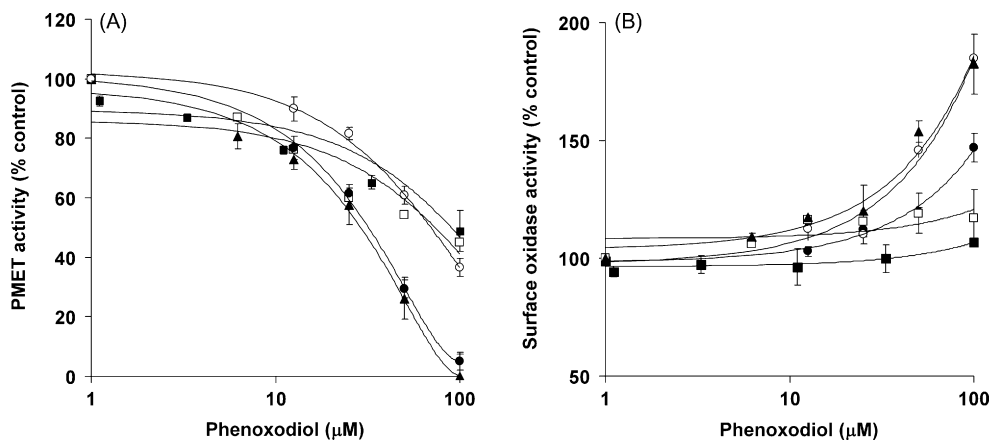 (A)
PMET activity (% control)
120
100
80
60
40
20
0
1
10
100
Phenoxodiol (μM)
(B)
Surface oxidase activity (% control)
200
150
100
50
1
10
100
Phenoxodiol (μM)